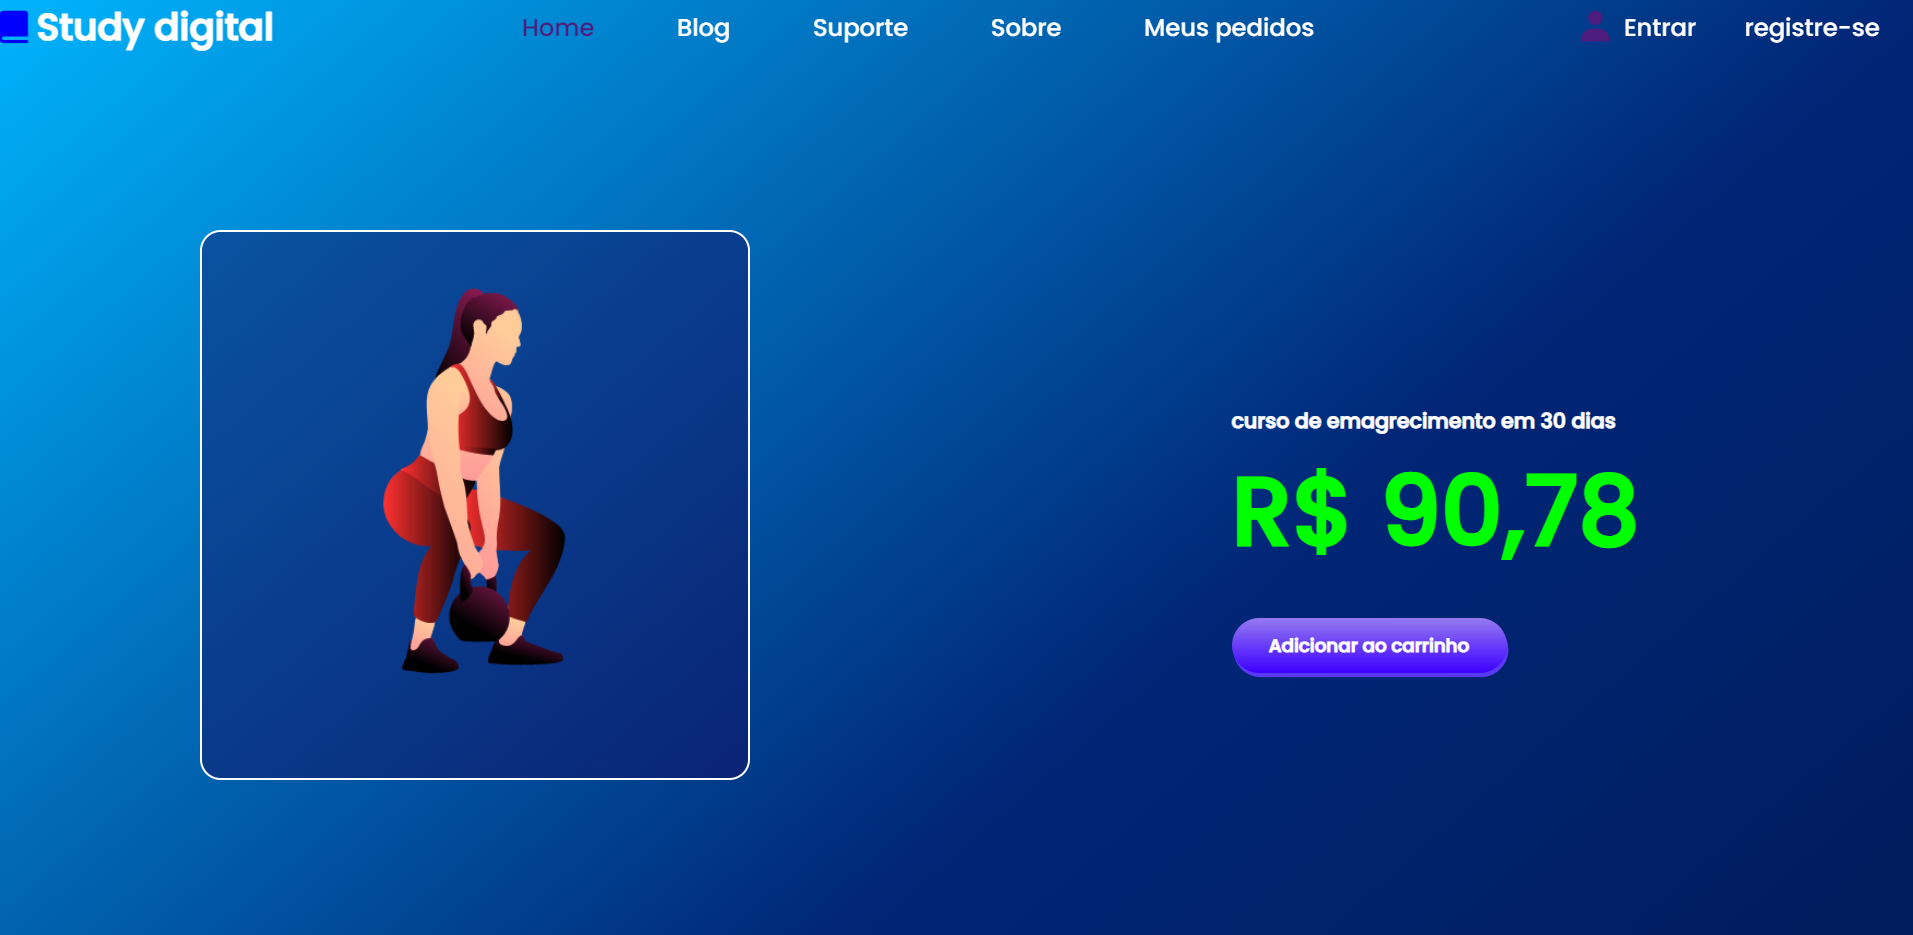 Study digital Home Blog Suporte Sobre Meus pedidos Entrar registre-se
curso de emagrecimento em 30 dias
R$ 90,78
Adicionar ao carrinho